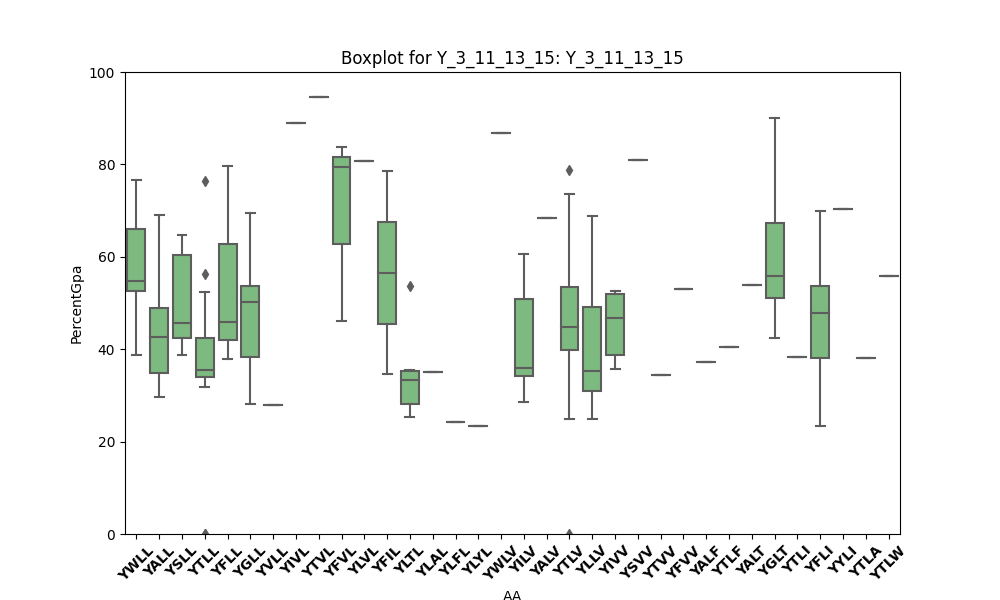 Boxplot for Y_3_11_13_15: Y_3_11_13_15
100
80
60
40
20
0
PercentGpa
YWLL YALL YSLL YTLL YFLL YGLL YVLL YIVL YTVL YFVL YLVL YFIL YLTL YLAL YLFL YLYL YWLV YILV YALV YTLV YLLV YIVV YSVV YTVV YFVV YALF YTLF YALT YGLT YTLI YFLI YYLI YTLA YTLW
AA